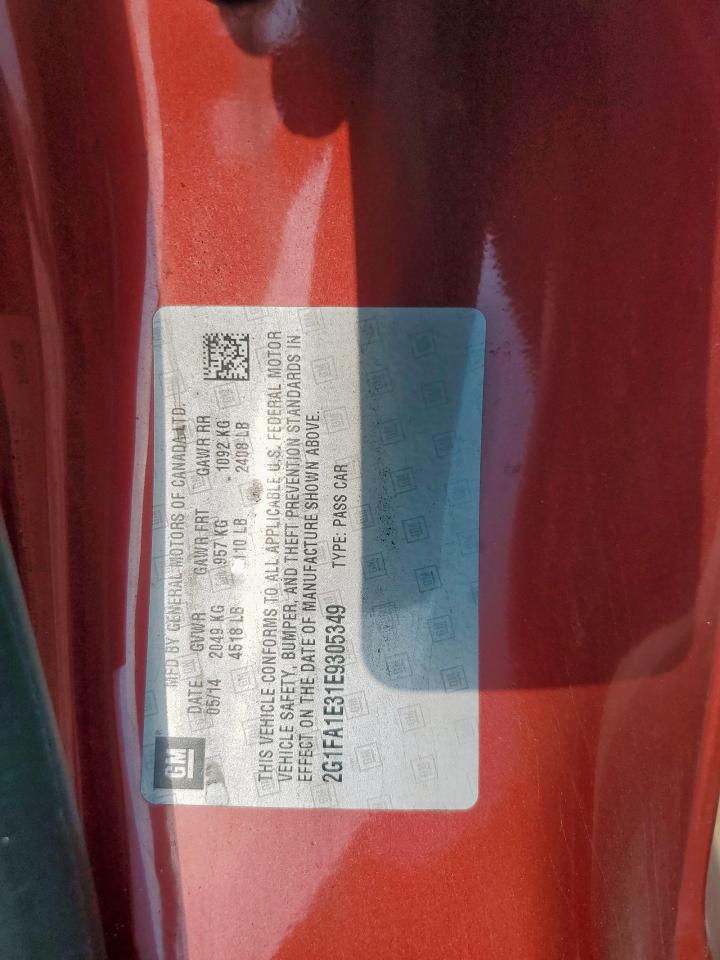 GM
MFD BY GENERAL MOTORS OF CANADA LTD.
DATE GVWR GAWR FRT GAWR RR
05/14 2049 KG 957 KG 1092 KG
4518 LB 2408 LB
THIS VEHICLE CONFORMS TO ALL APPLICABLE U.S. FEDERAL MOTOR
VEHICLE SAFETY, BUMPER, AND THEFT PREVENTION STANDARDS IN
EFFECT ON THE DATE OF MANUFACTURE SHOWN ABOVE.
2G1FA1E31E9305349 TYPE: PASS CAR